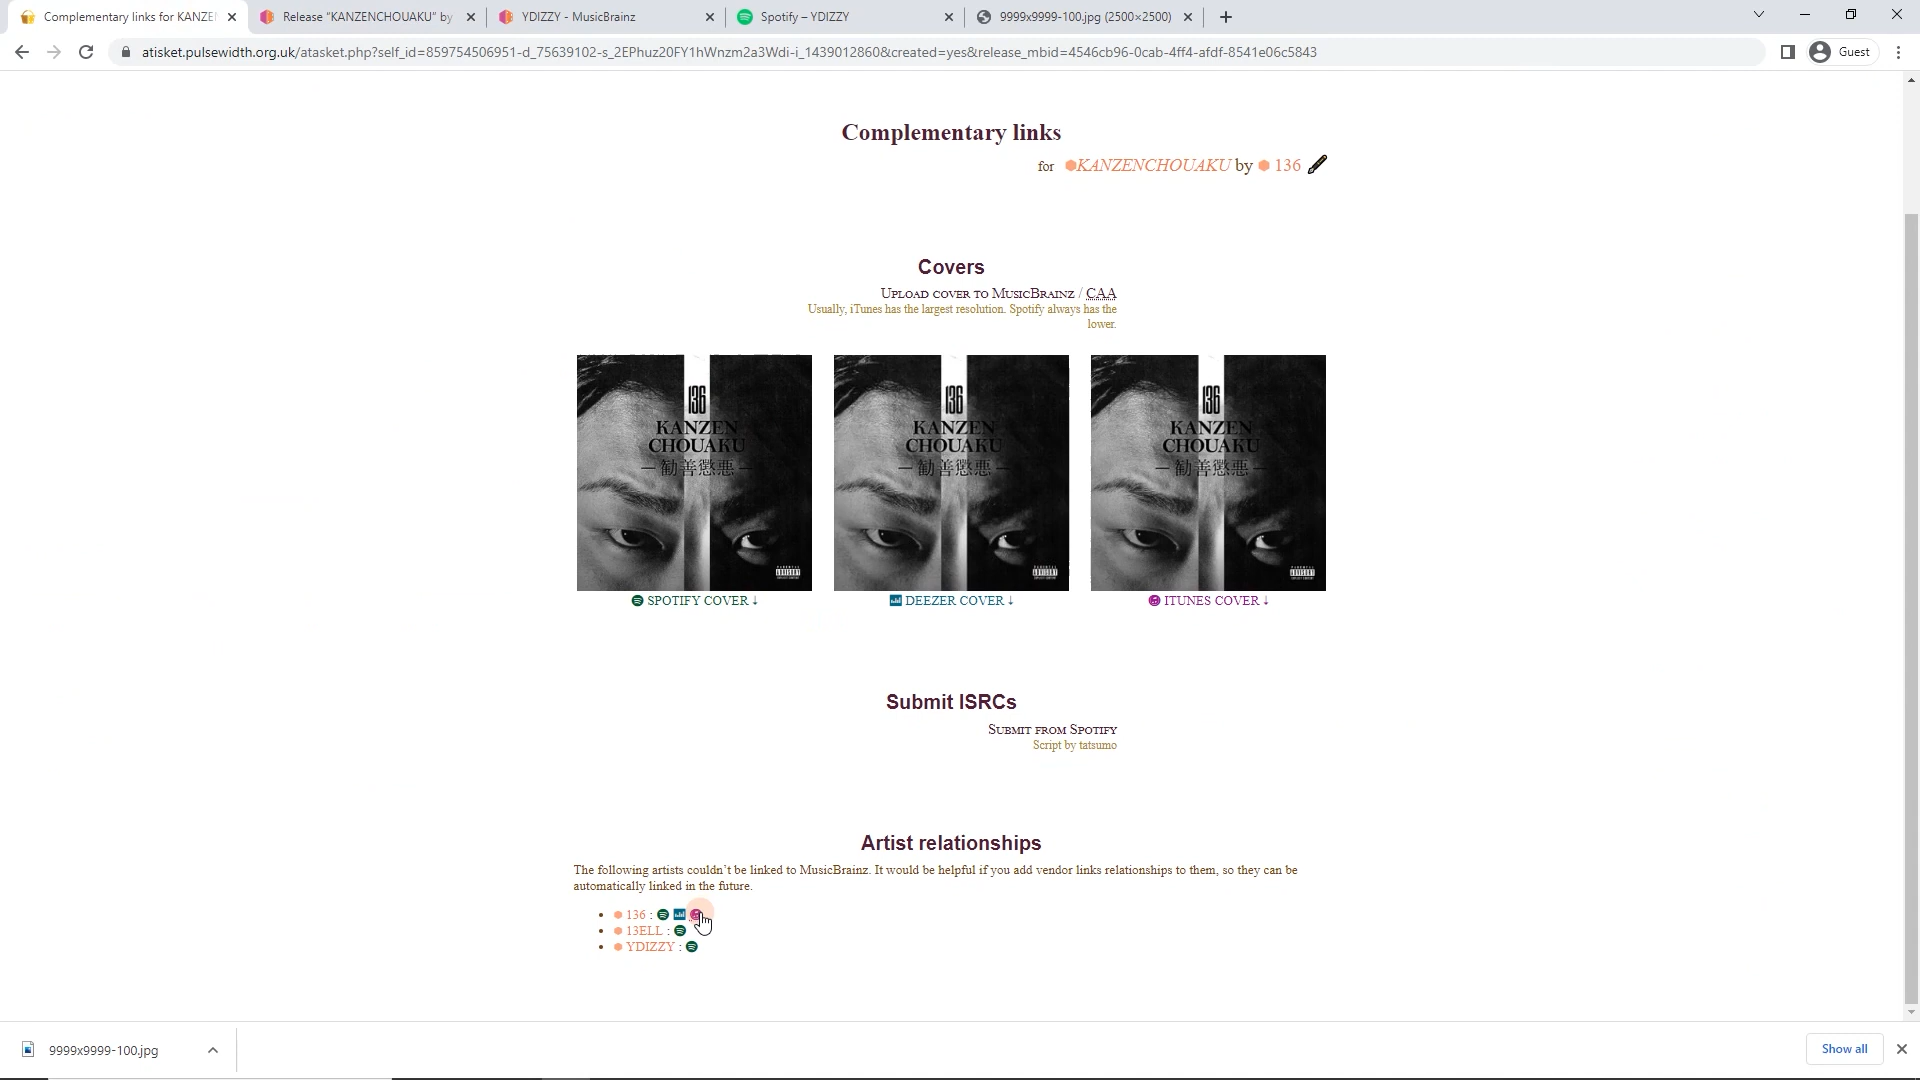 Complementary links for KANZE
Release “KANZENCHOUAKU” by
YDIZZY - MusicBrainz
Spotify – YDIZZY
9999x9999-100.jpg (2500×2500)
atisket.pulsewidth.org.uk/atasket.php?self_id=859754506951-d_75639102-s_2EPhuz20FY1hWnzm2a3Wdi-i_1439012860&created=yes&release_mbid=4546cb96-0cab-4ff4-afdf-8541e06c5843
Guest
Complementary links
for KANZENCHOUAKU by 136
Covers
UPLOAD COVER TO MUSICBRAINZ / CAA
Usually, iTunes has the largest resolution. Spotify always has the
lower.
136
KANZEN
CHOUAKU
勧善懲悪
136
KANZEN
CHOUAKU
勧善懲悪
136
KANZEN
CHOUAKU
勧善懲悪
SPOTIFY COVER ↓
DEEZER COVER ↓
ITUNES COVER ↓
Submit ISRCs
SUBMIT FROM SPOTIFY
Script by tatsumo
Artist relationships
The following artists couldn’t be linked to MusicBrainz. It would be helpful if you add vendor links relationships to them, so they can be
automatically linked in the future.
136 :
13ELL :
YDIZZY :
9999x9999-100.jpg
Show all